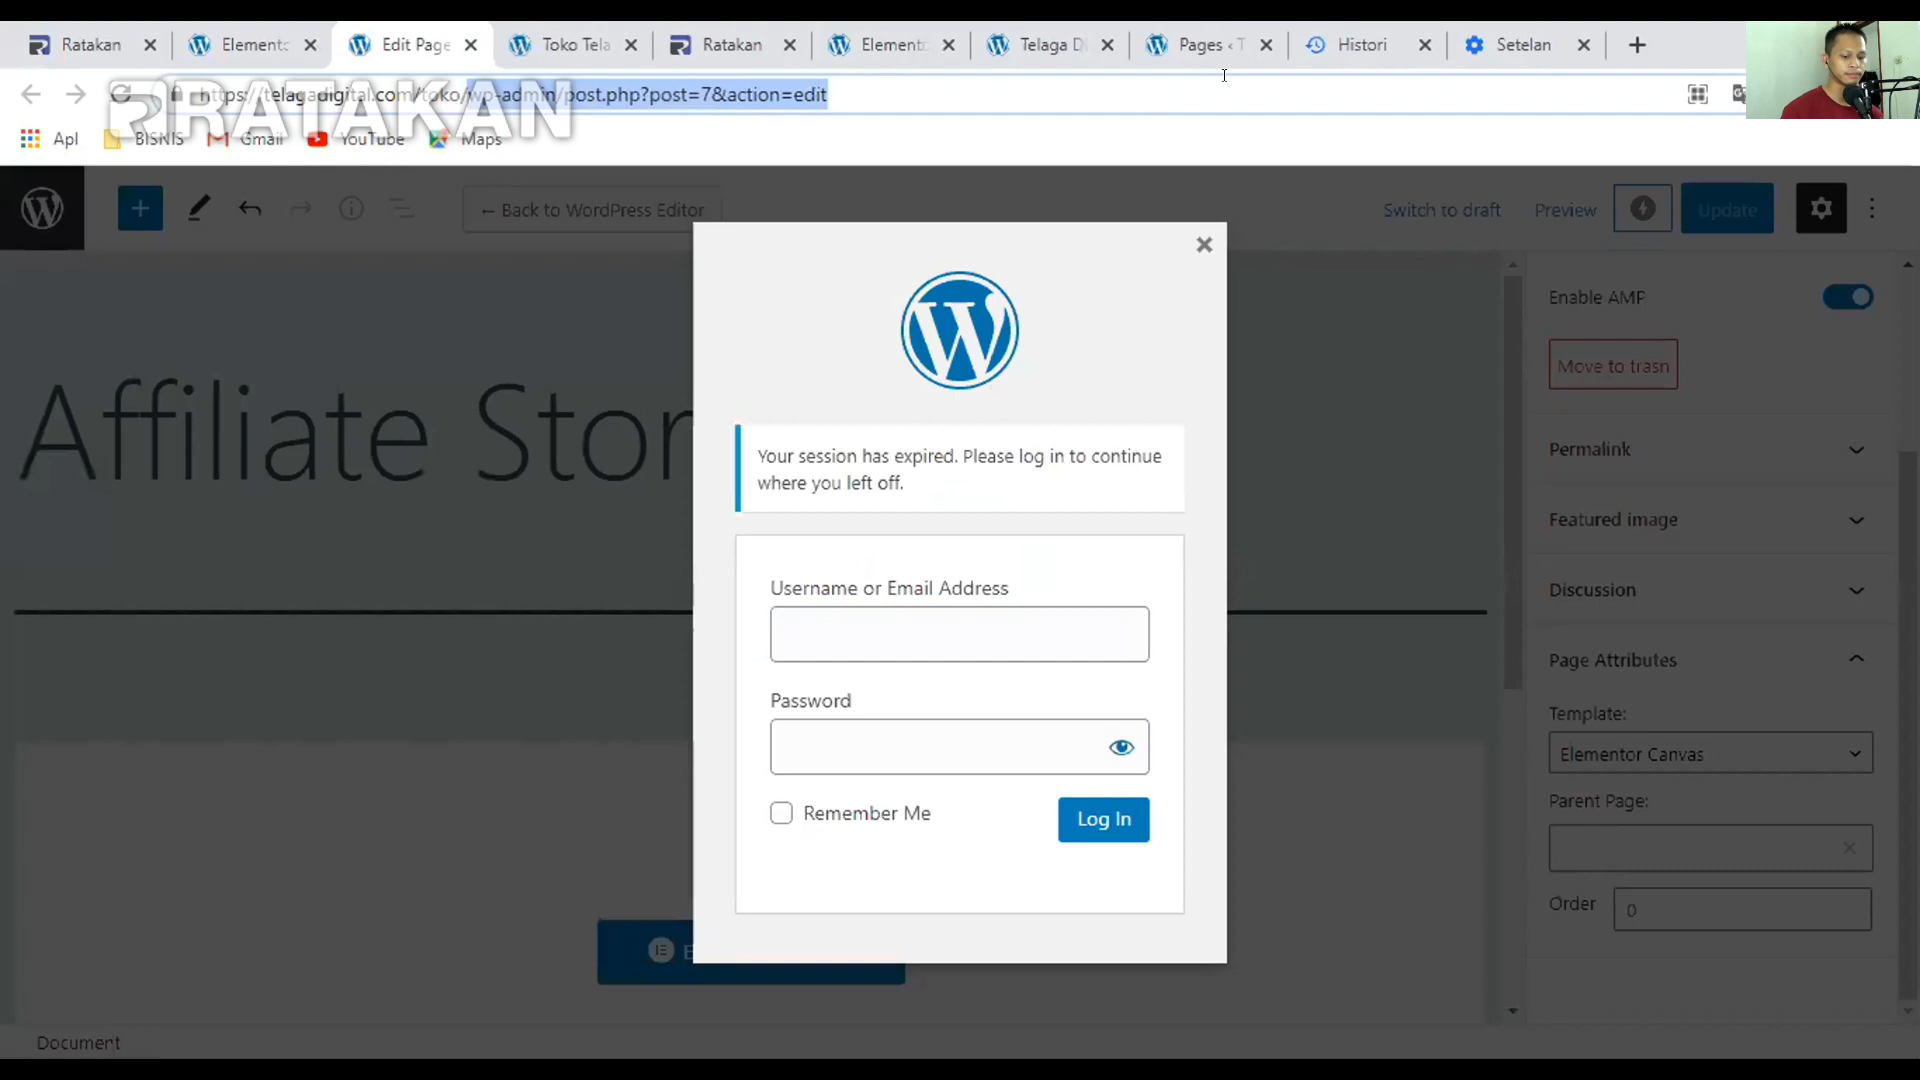 Ratakan
Elemento
Edit Page
Toko Tela
Ratakan
Elemento
Telaga D
Pages ‹ T
Histori
Setelan
https://telagadigital.com/toko/wp-admin/post.php?post=7&action=edit
RATAKAN
Apl
BISNIS
Gmail
YouTube
Maps
← Back to WordPress Editor
Switch to draft
Preview
Update
Your session has expired. Please log in to continue
where you left off.
Username or Email Address
Password
Remember Me
Log In
Affiliate Stor
E
Enable AMP
Move to trash
Permalink
Featured image
Discussion
Page Attributes
Template:
Elementor Canvas
Parent Page:
Order
0
Document